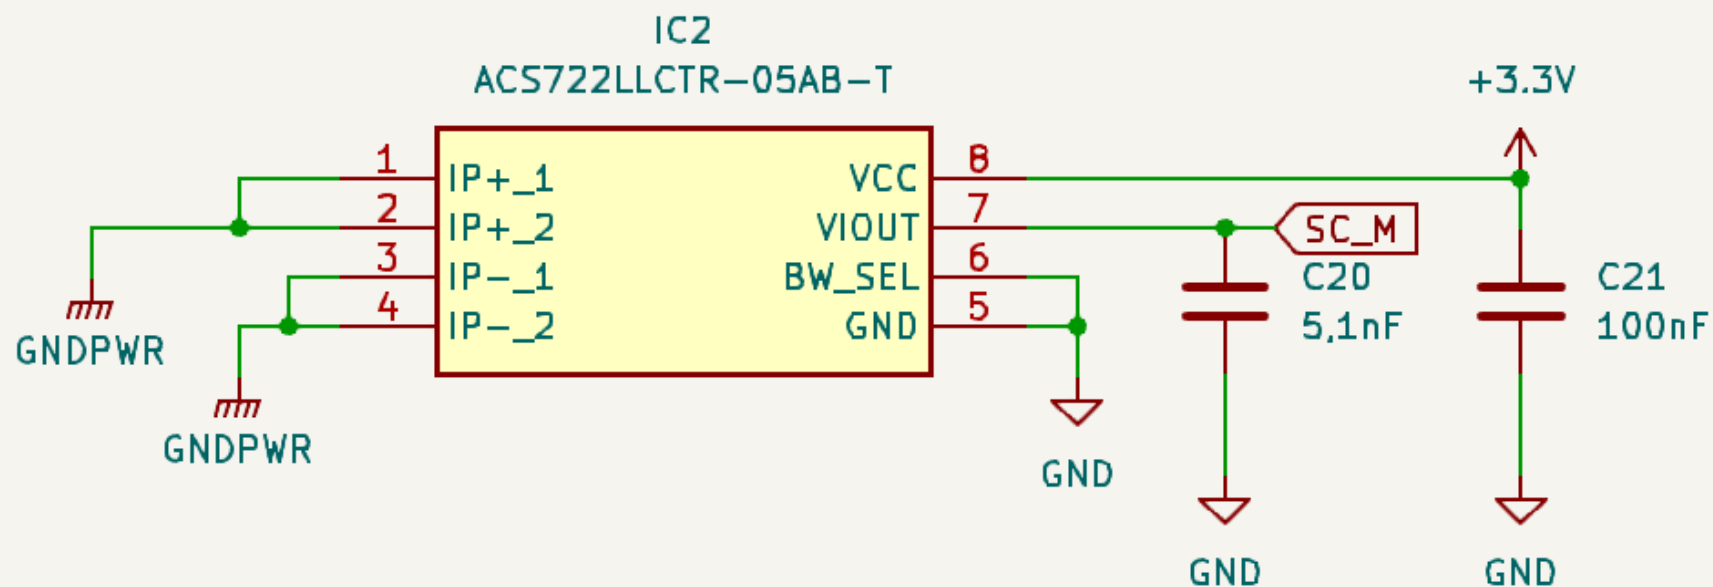 IC2
ACS722LLCTR-05AB-T
+3.3V
1
IP+_1
VCC
8
2
IP+_2
VIOUT
7
SC_M
3
IP-_1
BW_SEL
6
C20
C21
4
IP-_2
GND
5
5,1nF
100nF
GNDPWR
GNDPWR
GND
GND
GND